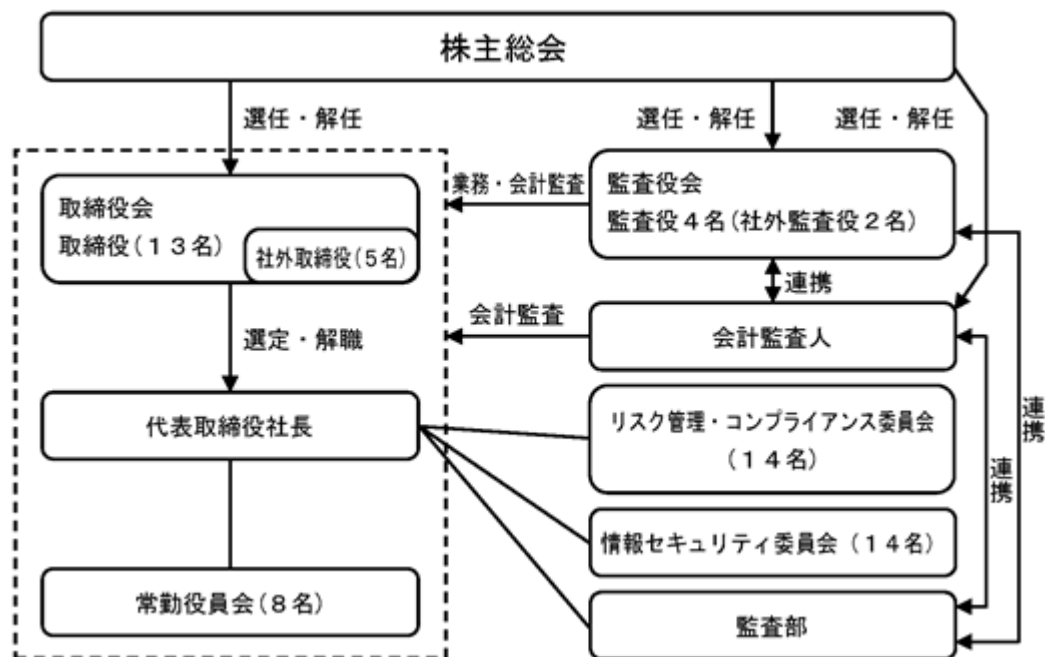 株主総会
選任・解任
選任・解任
選任・解任
取締役会
取締役(13名)
社外取締役(5名)
業務・会計監査
監査役会
監査役4名(社外監査役2名)
連携
選定・解職
会計監査
会計監査人
代表取締役社長
リスク管理・コンプライアンス委員会
(14名)
連携
連携
情報セキュリティ委員会(14名)
常勤役員会(8名)
監査部